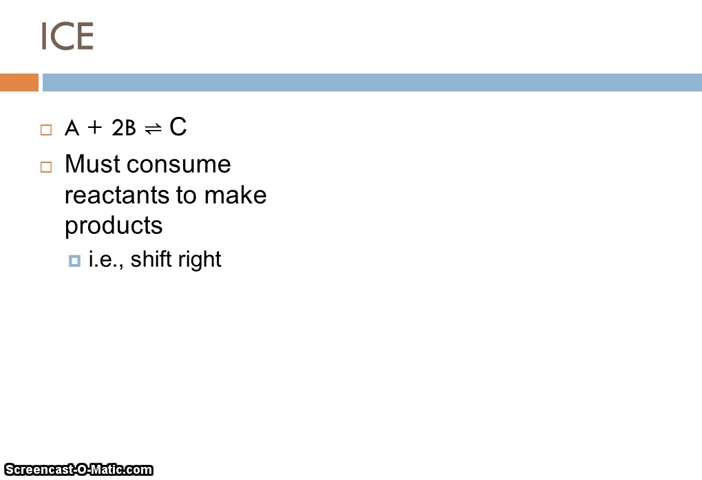 ICE
A + 2B ⇌ C
Must consume
reactants to make
products
i.e., shift right
Screencast-O-Matic.com